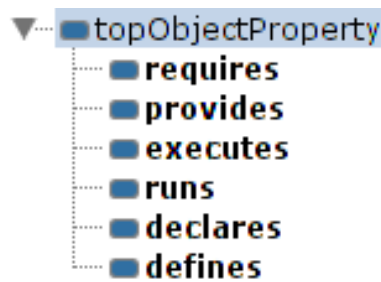 topObjectProperty
requires
provides
executes
runs
declares
defines